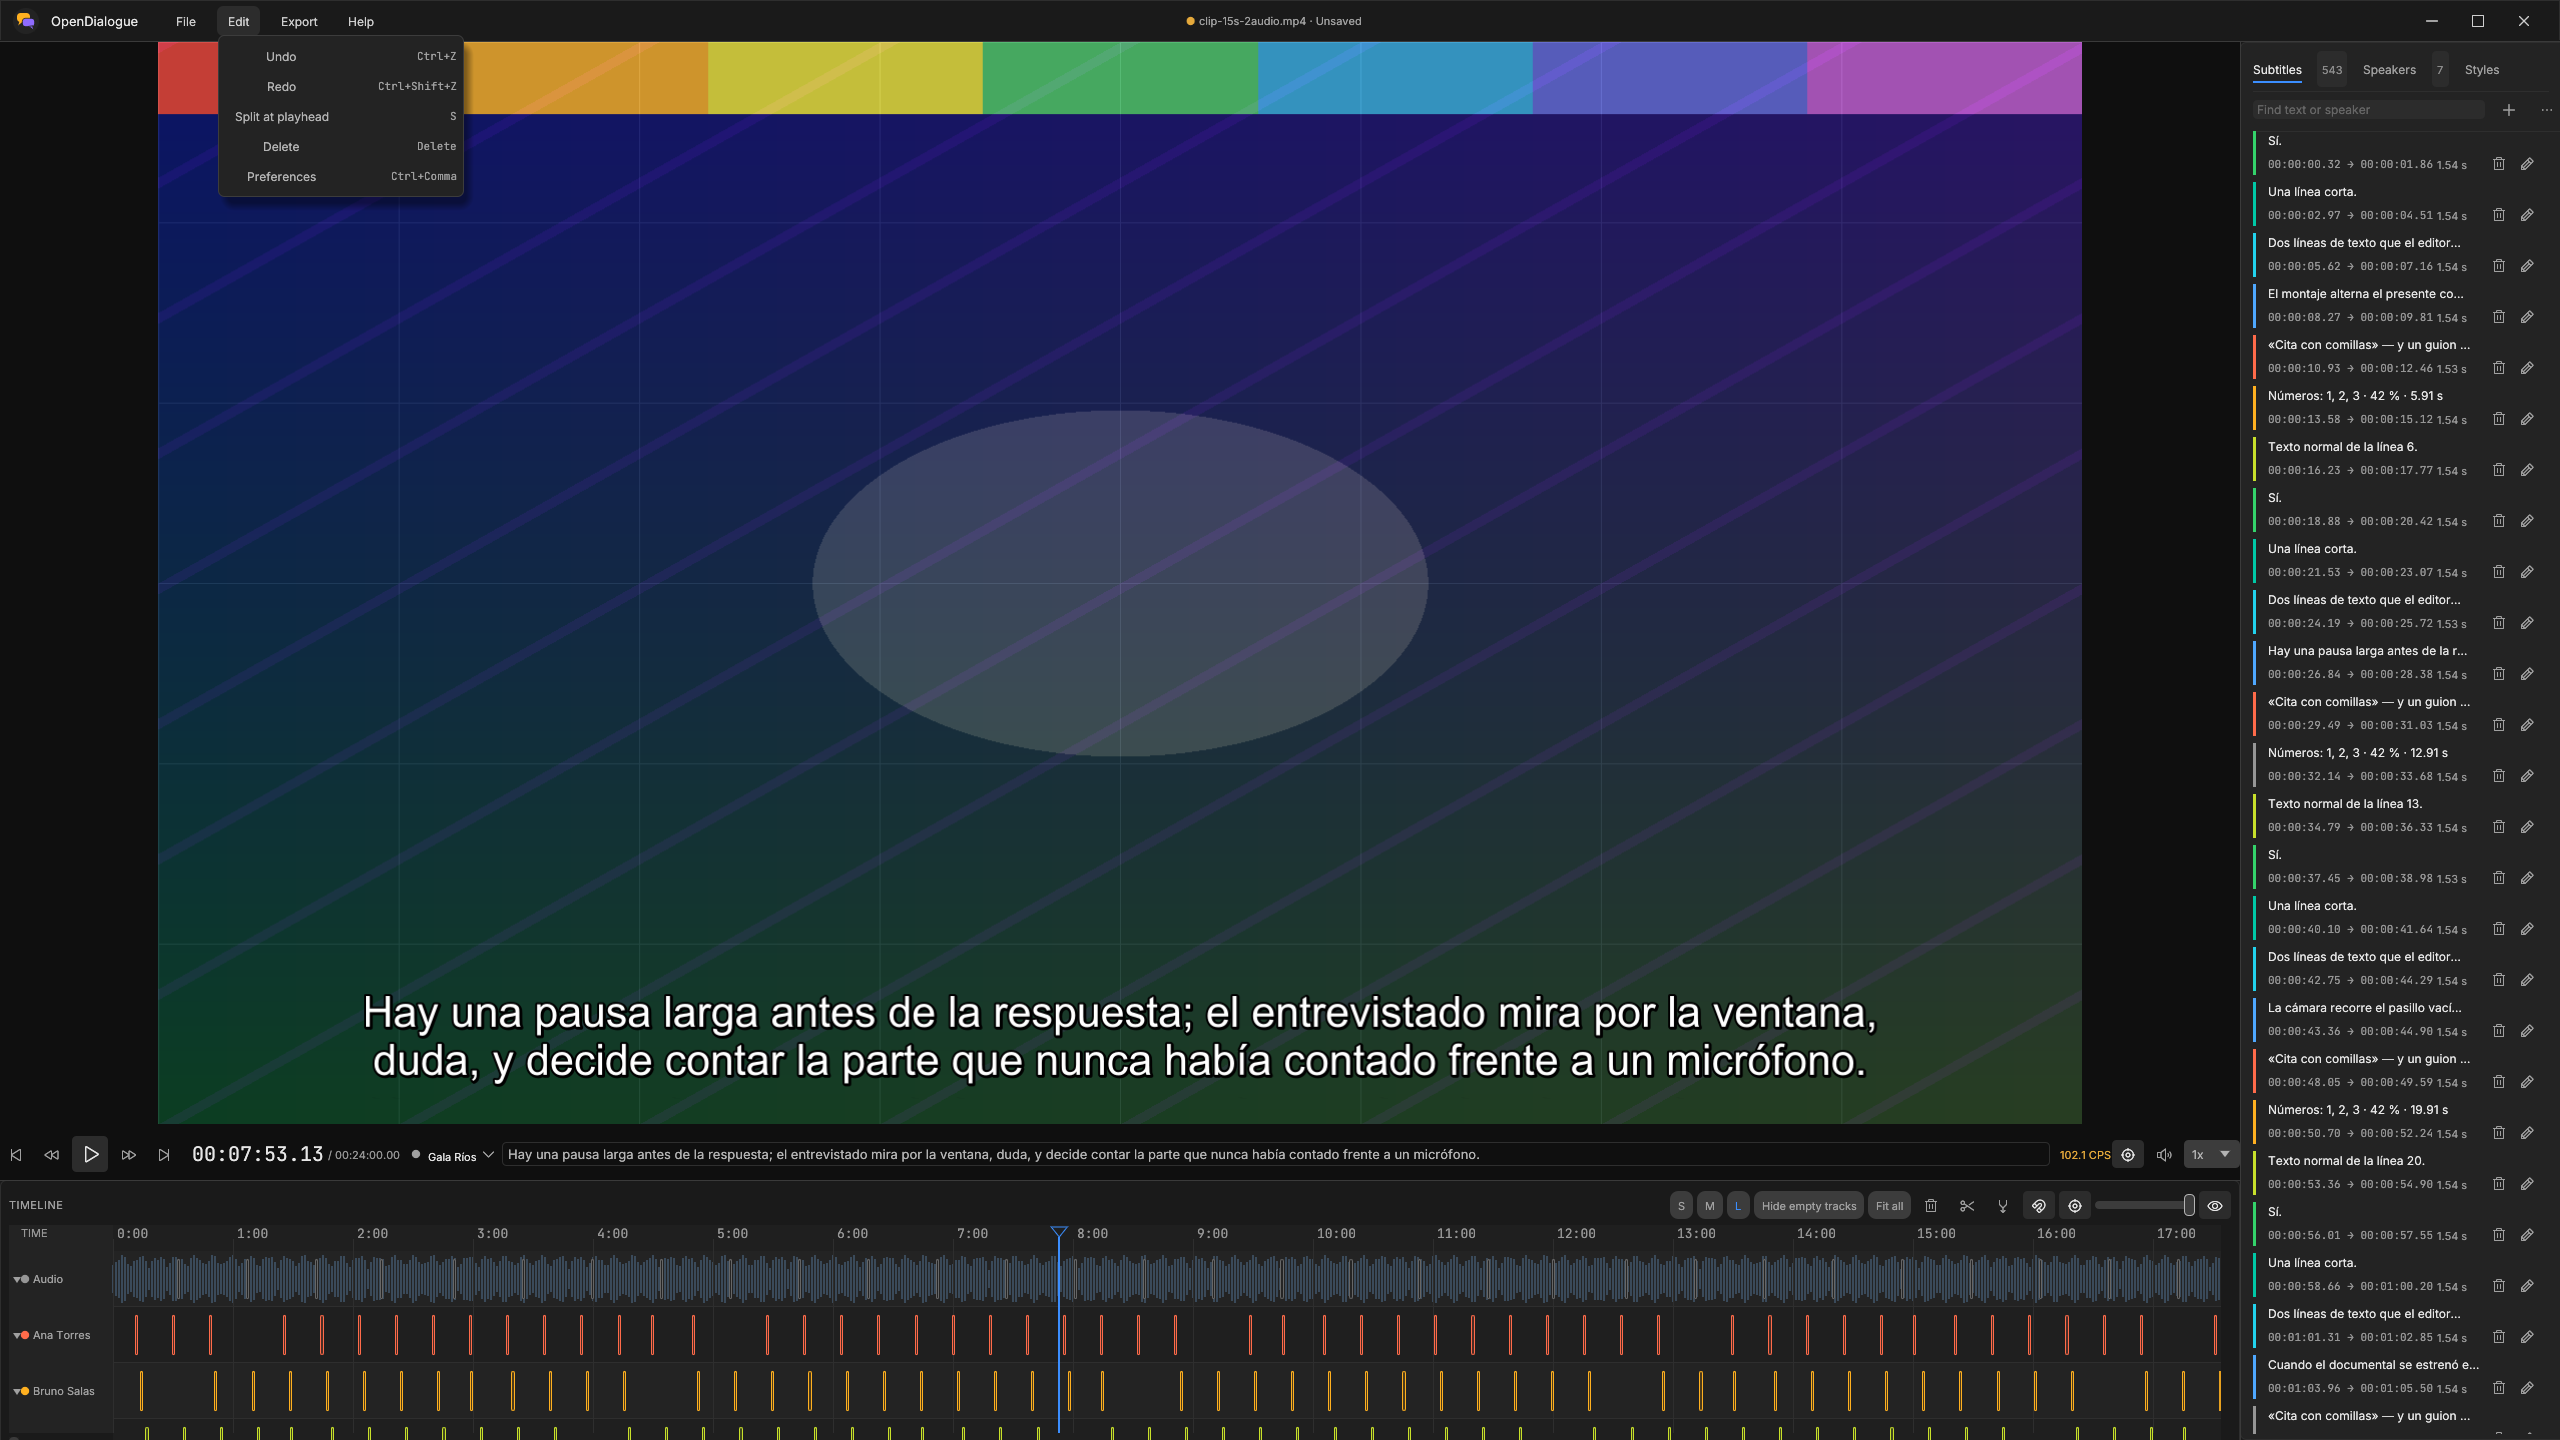 OpenDialogue File Edit Export Help
clip-15s-2audio.mp4 · Unsaved
Undo Ctrl+Z
Redo Ctrl+Shift+Z
Split at playhead S
Delete Delete
Preferences Ctrl+Comma
Hay una pausa larga antes de la respuesta; el entrevistado mira por la ventana,
duda, y decide contar la parte que nunca había contado frente a un micrófono.
00:07:53.13 / 00:24:00.00 Gala Ríos Hay una pausa larga antes de la respuesta; el entrevistado mira por la ventana, duda, y decide contar la parte que nunca había contado frente a un micrófono. 102.1 CPS 1x
TIMELINE S M L Hide empty tracks Fit all
TIME 0:00 1:00 2:00 3:00 4:00 5:00 6:00 7:00 8:00 9:00 10:00 11:00 12:00 13:00 14:00 15:00 16:00 17:00
Audio
Ana Torres
Bruno Salas
Subtitles 543 Speakers 7 Styles
Find text or speaker
Sí.
00:00:00.32 → 00:00:01.86 1.54 s
Una línea corta.
00:00:02.97 → 00:00:04.51 1.54 s
Dos líneas de texto que el editor...
00:00:05.62 → 00:00:07.16 1.54 s
El montaje alterna el presente co...
00:00:08.27 → 00:00:09.81 1.54 s
«Cita con comillas» — y un guion ...
00:00:10.93 → 00:00:12.46 1.53 s
Números: 1, 2, 3 · 42 % · 5.91 s
00:00:13.58 → 00:00:15.12 1.54 s
Texto normal de la línea 6.
00:00:16.23 → 00:00:17.77 1.54 s
Sí.
00:00:18.88 → 00:00:20.42 1.54 s
Una línea corta.
00:00:21.53 → 00:00:23.07 1.54 s
Dos líneas de texto que el editor...
00:00:24.19 → 00:00:25.72 1.53 s
Hay una pausa larga antes de la r...
00:00:26.84 → 00:00:28.38 1.54 s
«Cita con comillas» — y un guion ...
00:00:29.49 → 00:00:31.03 1.54 s
Números: 1, 2, 3 · 42 % · 12.91 s
00:00:32.14 → 00:00:33.68 1.54 s
Texto normal de la línea 13.
00:00:34.79 → 00:00:36.33 1.54 s
Sí.
00:00:37.45 → 00:00:38.98 1.53 s
Una línea corta.
00:00:40.10 → 00:00:41.64 1.54 s
Dos líneas de texto que el editor...
00:00:42.75 → 00:00:44.29 1.54 s
La cámara recorre el pasillo vací...
00:00:43.36 → 00:00:44.90 1.54 s
«Cita con comillas» — y un guion ...
00:00:48.05 → 00:00:49.59 1.54 s
Números: 1, 2, 3 · 42 % · 19.91 s
00:00:50.70 → 00:00:52.24 1.54 s
Texto normal de la línea 20.
00:00:53.36 → 00:00:54.90 1.54 s
Sí.
00:00:56.01 → 00:00:57.55 1.54 s
Una línea corta.
00:00:58.66 → 00:01:00.20 1.54 s
Dos líneas de texto que el editor...
00:01:01.31 → 00:01:02.85 1.54 s
Cuando el documental se estrenó e...
00:01:03.96 → 00:01:05.50 1.54 s
«Cita con comillas» — y un guion ...